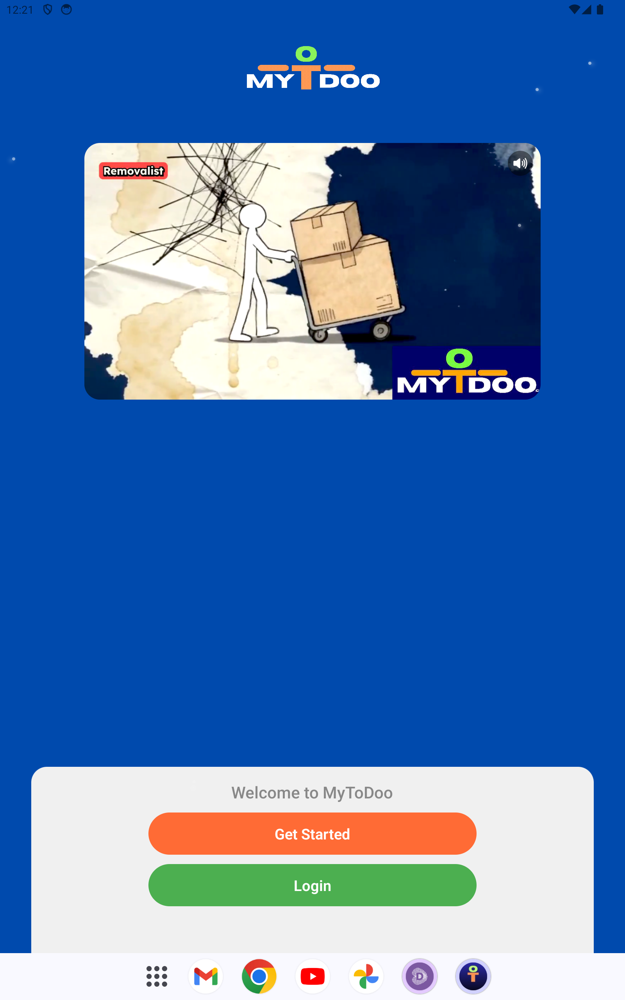 12:21
MYTDOO
Removalist
MYTDOO
Welcome to MyToDoo
Get Started
Login
D